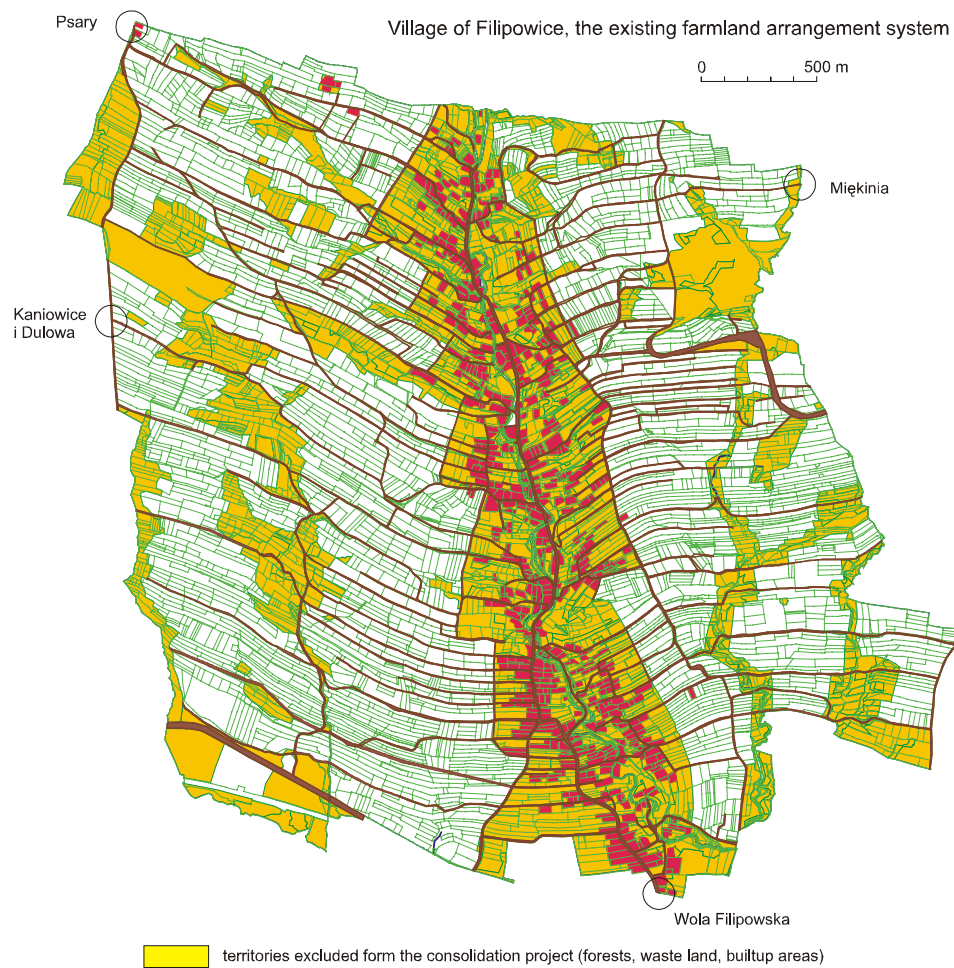 Psary
Village of Filipowice, the existing farmland arrangement system
0 500 m
Miękinia
Kaniowice
i Dulowa
Wola Filipowska
territories excluded form the consolidation project (forests, waste land, builtup areas)